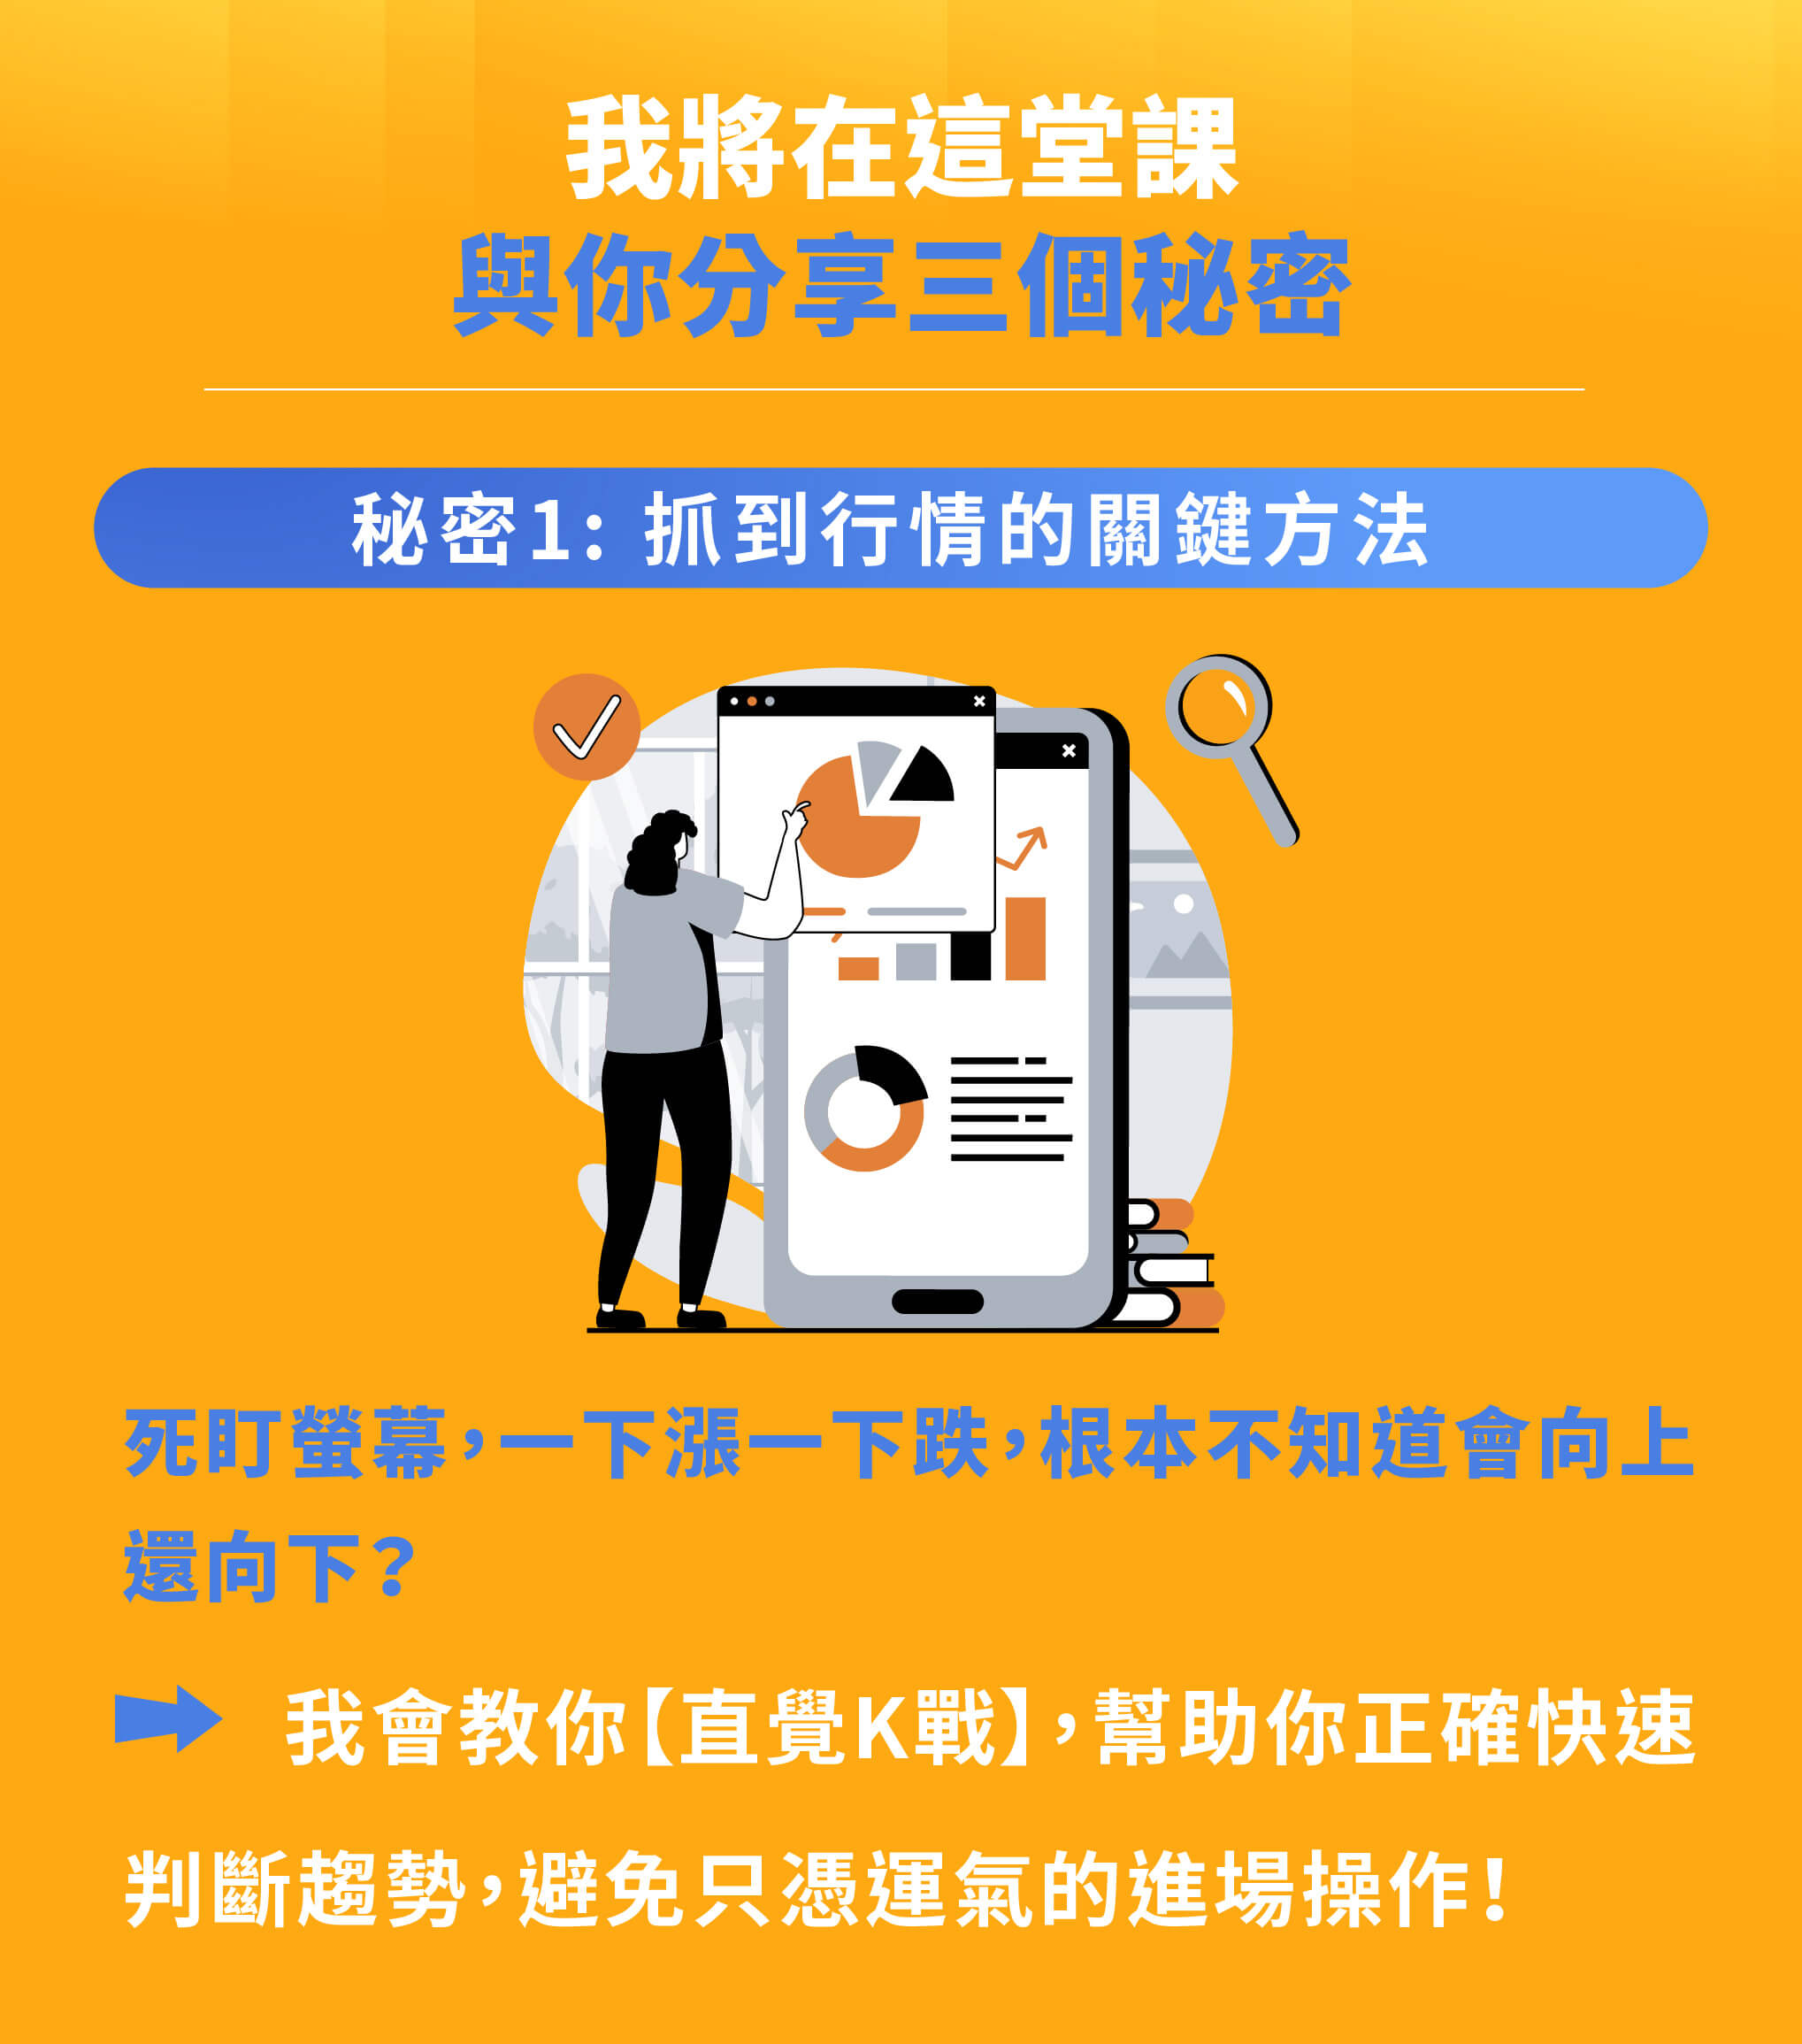 我將在這堂課
與你分享三個秘密
秘密1：抓到行情的關鍵方法
死盯螢幕，一下漲一下跌，根本不知道會向上
還向下？
我會教你【直覺K戰】，幫助你正確快速
判斷趨勢，避免只憑運氣的進場操作！